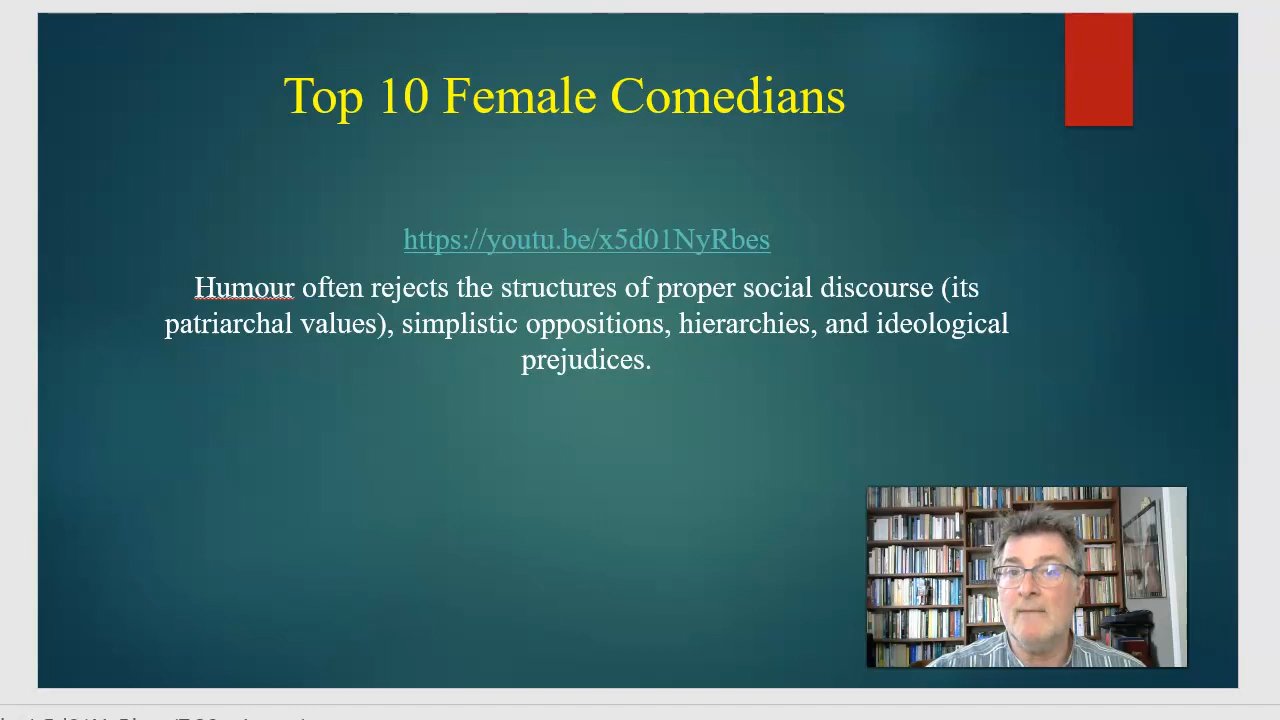 Top 10 Female Comedians
https://youtu.be/x5d01NyRbes
Humour often rejects the structures of proper social discourse (its
patriarchal values), simplistic oppositions, hierarchies, and ideological
prejudices.